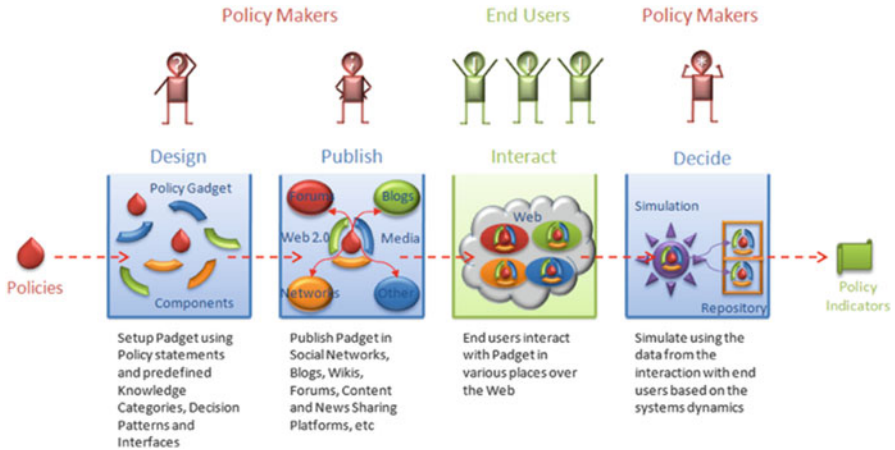 Policy Makers
End Users
Policy Makers
?
¿
!
!
!
*
Design
Publish
Interact
Decide
Policies
Policy Gadget
Components
Forums
Blogs
Web 2.0
Media
Networks
Other
Web
Simulation
Repository
Policy
Indicators
Setup Padget using
Policy statements
and predefined
Knowledge
Categories, Decision
Patterns and
Interfaces
Publish Padget in
Social Networks,
Blogs, Wikis,
Forums, Content
and News Sharing
Platforms, etc
End users interact
with Padget in
various places over
the Web
Simulate using the
data from the
interaction with end
users based on the
systems dynamics